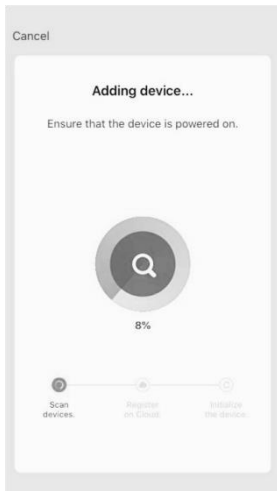 Cancel
Adding device...
Ensure that the device is powered on.
8%
Scan
devices.
Register
on Cloud.
Initialize
the device.